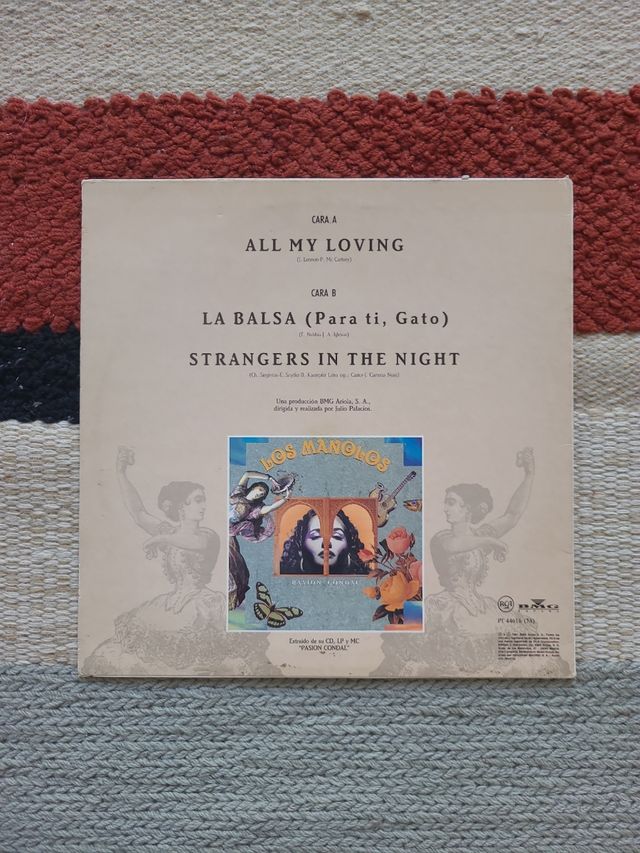 CARA A
ALL MY LOVING
(J. Lennon-P. Mc Cartney)
CARA B
LA BALSA (Para ti, Gato)
STRANGERS IN THE NIGHT
Una producción BMG Ariola, S. A.,
dirigida y realizada por Julio Palacios.
LOS MANOLOS
PASION CONDAL
Extraído de su CD, LP y MC
"PASION CONDAL"
RCA BMG